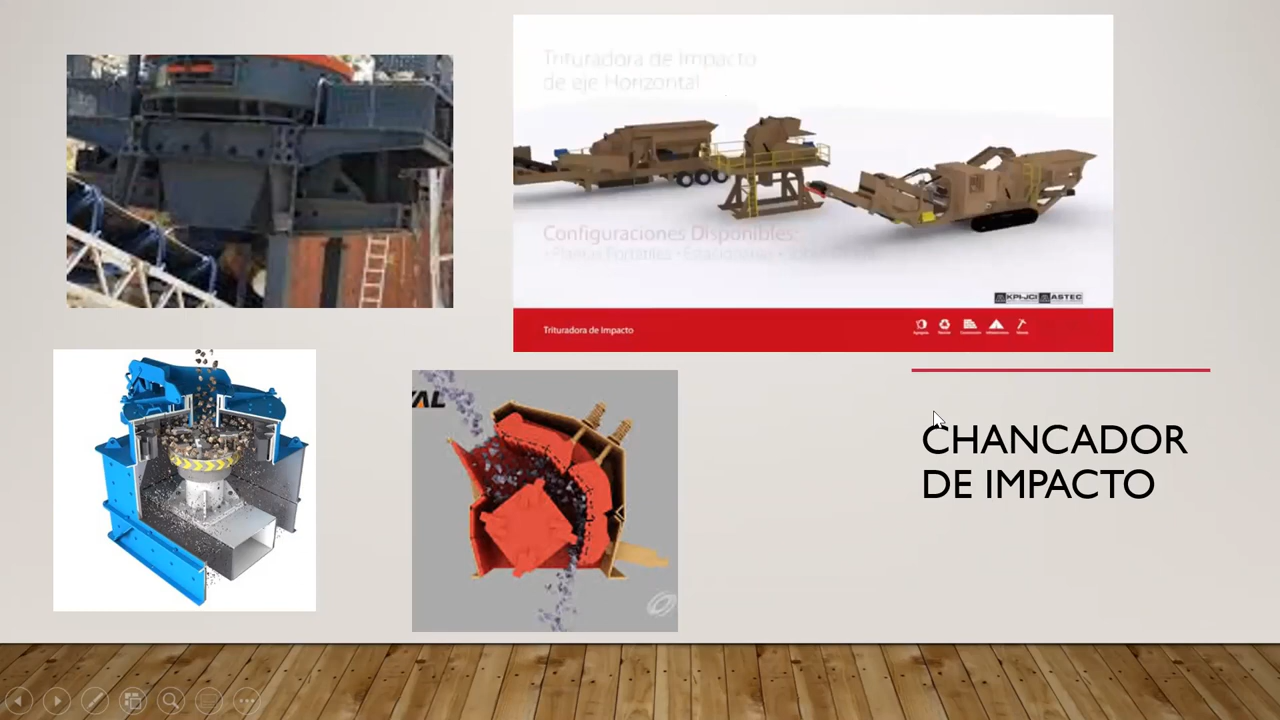 Trituradora de Impacto
de eje Horizontal
Configuraciones Disponibles:
KPI-JCI ASTEC
Trituradora de Impacto
CHANCADOR
DE IMPACTO